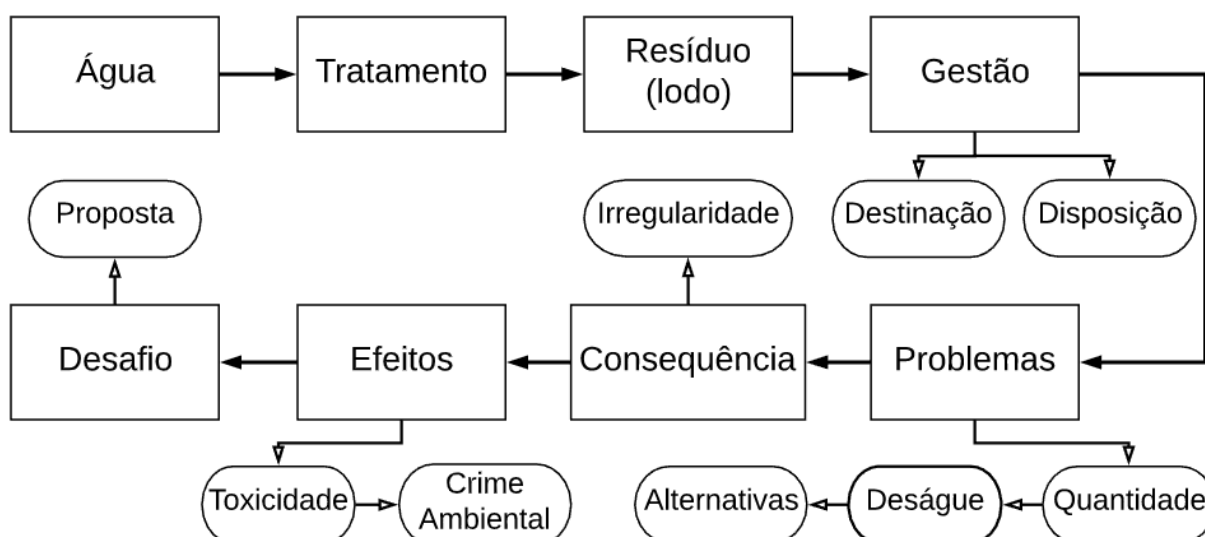 Água
Tratamento
Resíduo
(lodo)
Gestão
Proposta
Irregularidade
Destinação
Disposição
Desafio
Efeitos
Consequência
Problemas
Toxicidade
Crime
Ambiental
Alternativas
Deságue
Quantidade